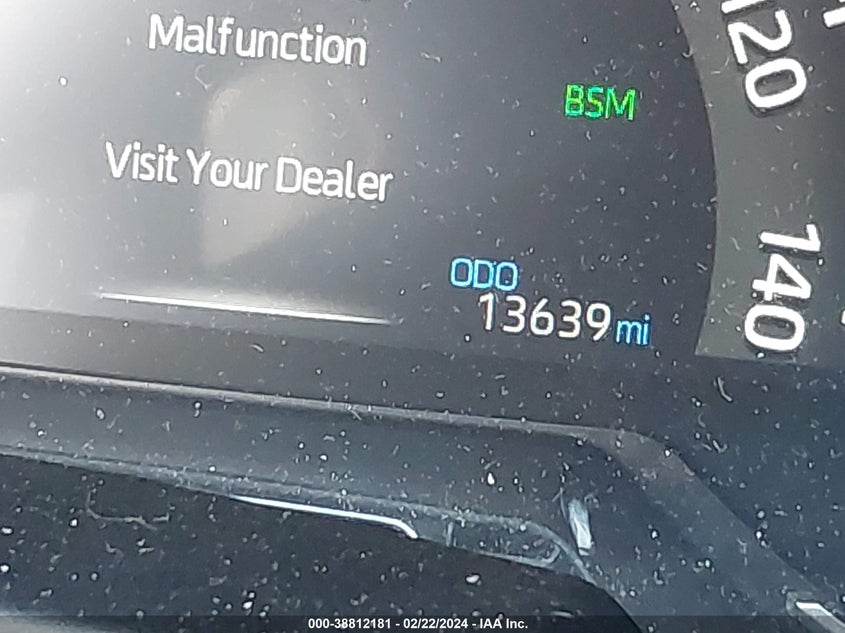 Malfunction
BSM
Visit Your Dealer
ODO
13639 mi
120
140
000-38812181 - 02/22/2024 - IAA Inc.